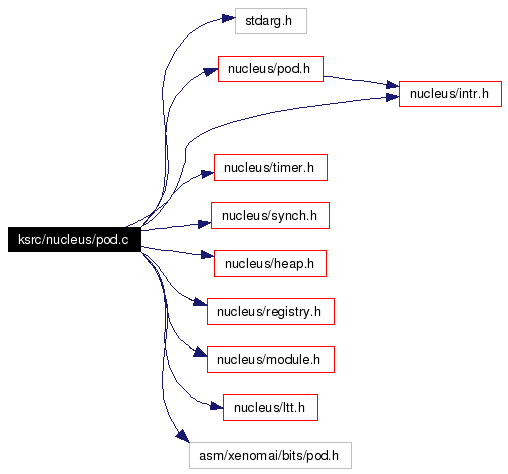 stdarg.h
nucleus/pod.h
nucleus/intr.h
nucleus/timer.h
nucleus/synch.h
ksrc/nucleus/pod.c
nucleus/heap.h
nucleus/registry.h
nucleus/module.h
nucleus/ltt.h
asm/xenomai/bits/pod.h